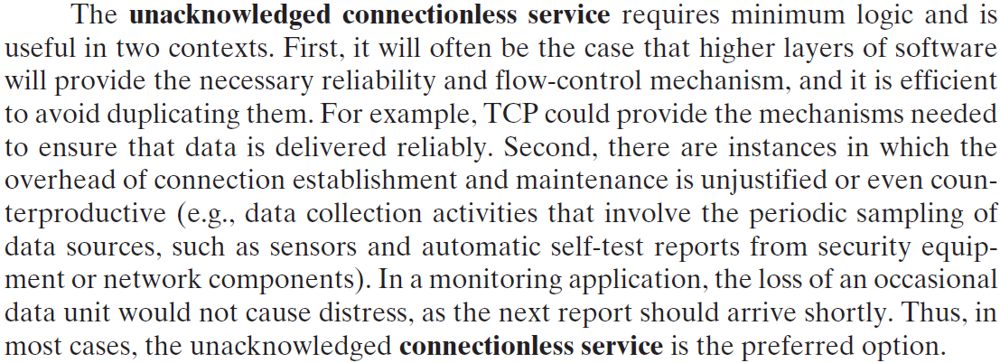 The unacknowledged connectionless service requires minimum logic and is
useful in two contexts. First, it will often be the case that higher layers of software
will provide the necessary reliability and flow-control mechanism, and it is efficient
to avoid duplicating them. For example, TCP could provide the mechanisms needed
to ensure that data is delivered reliably. Second, there are instances in which the
overhead of connection establishment and maintenance is unjustified or even coun-
terproductive (e.g., data collection activities that involve the periodic sampling of
data sources, such as sensors and automatic self-test reports from security equip-
ment or network components). In a monitoring application, the loss of an occasional
data unit would not cause distress, as the next report should arrive shortly. Thus, in
most cases, the unacknowledged connectionless service is the preferred option.